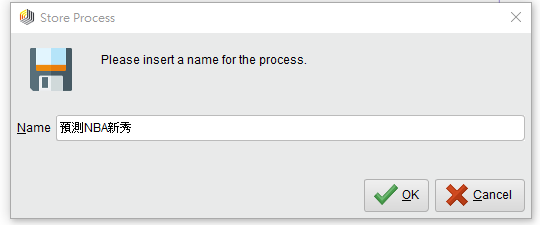 Store Process
Please insert a name for the process.
Name 預測NBA新秀
OK Cancel